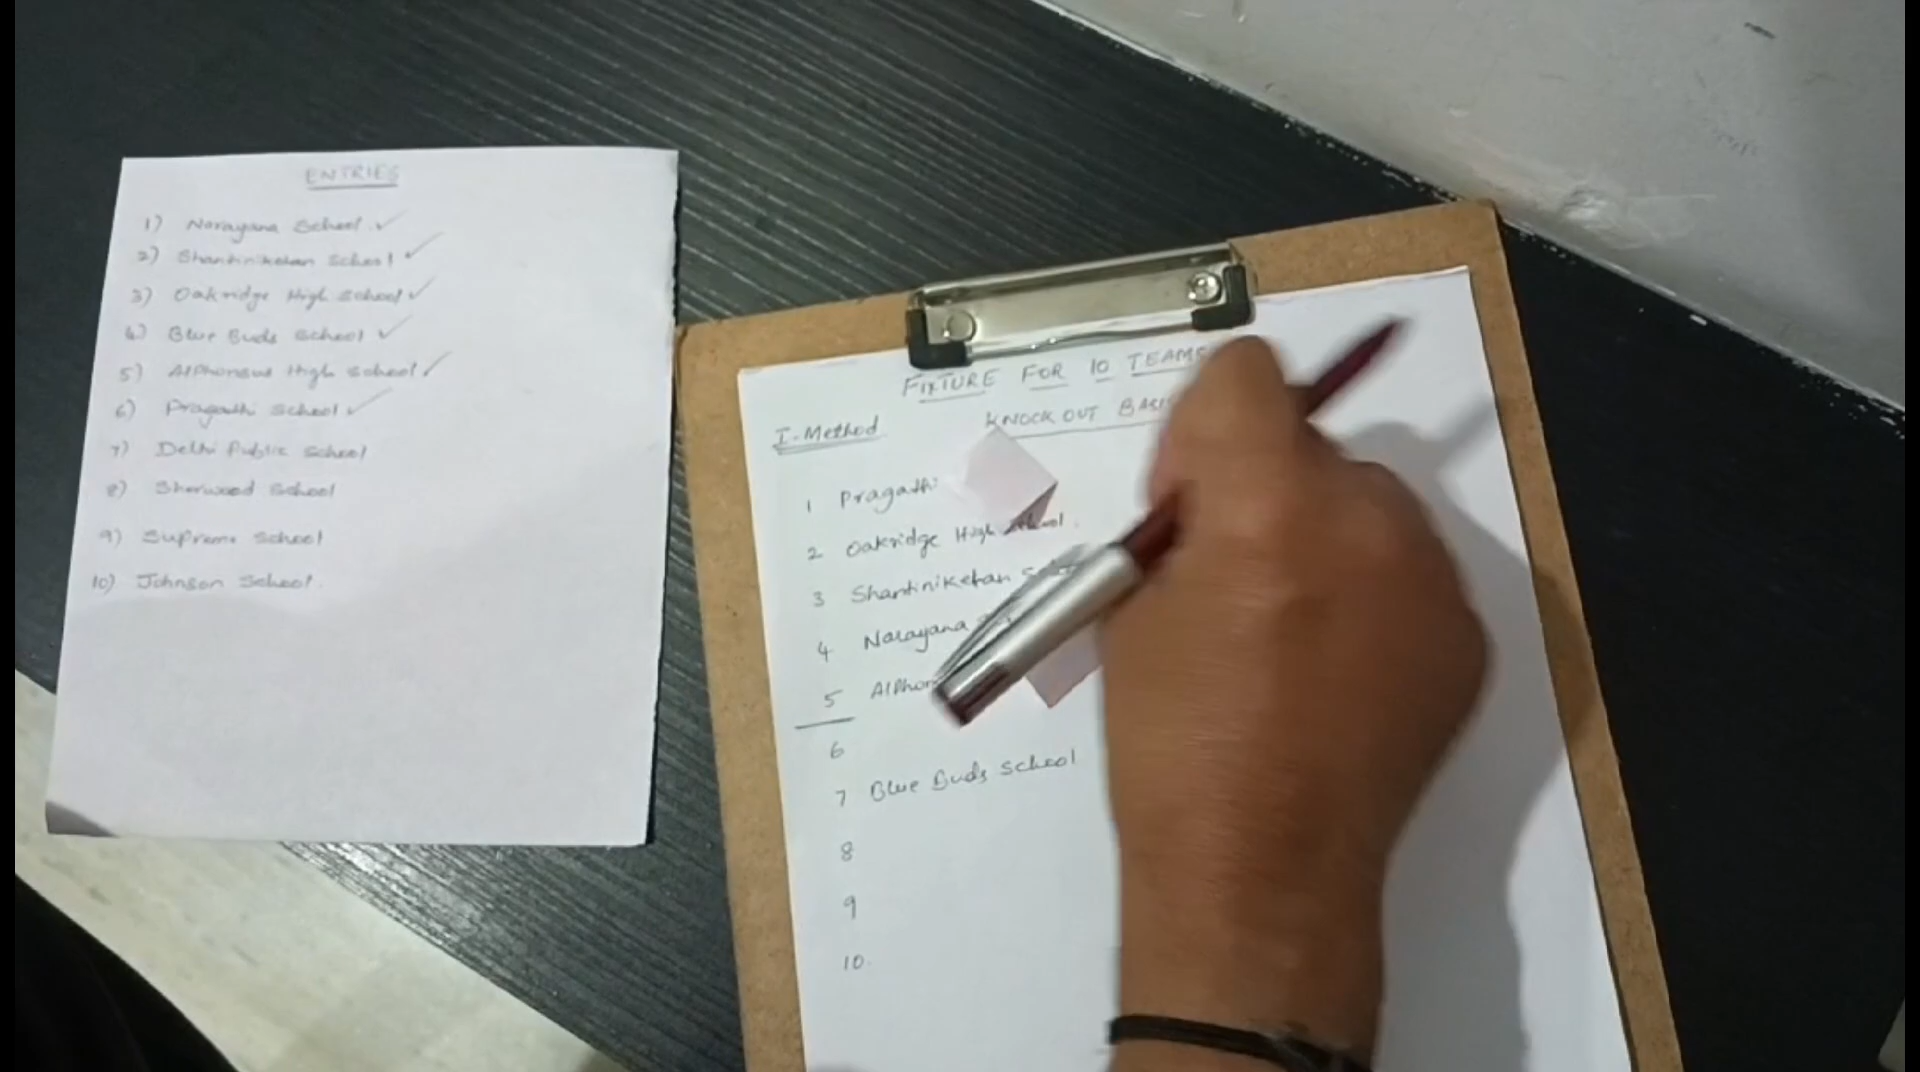 ENTRIES
1) Narayana School ✓
2) Shantiniketan School ✓
3) Oakridge High School ✓
4) Blue Buds School ✓
5) Alphonsus High School ✓
6) Pragathi School ✓
7) Delhi Public School
8) Sherwood School
9) Supreme School
10) Johnson School.
FIXTURE FOR 10 TEAMS
KNOCK OUT BASIS
I-Method
1 Pragathi
2 Oakridge High School.
3 Shantiniketan
4 Narayana
5
6
7 Blue Buds School
8
9
10.